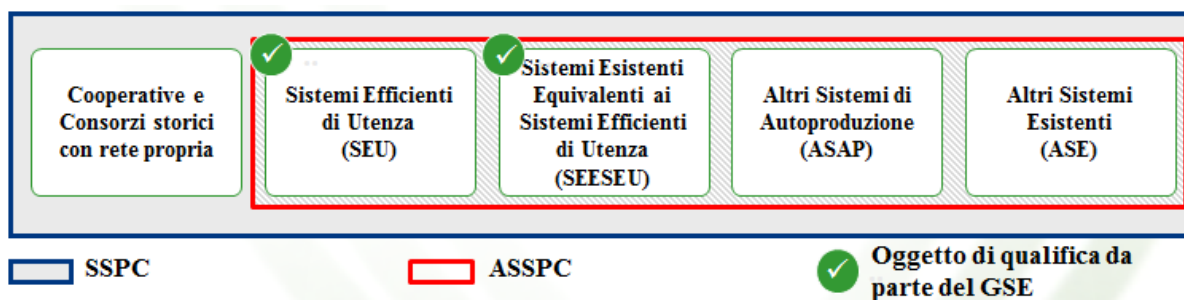 Cooperative e
Consorzi storici
con rete propria
Sistemi Efficienti
di Utenza
(SEU)
Sistemi Esistenti
Equivalenti ai
Sistemi Efficienti
di Utenza
(SEESEU)
Altri Sistemi di
Autoproduzione
(ASAP)
Altri Sistemi
Esistenti
(ASE)
SSPC
ASSPC
Oggetto di qualifica da
parte del GSE